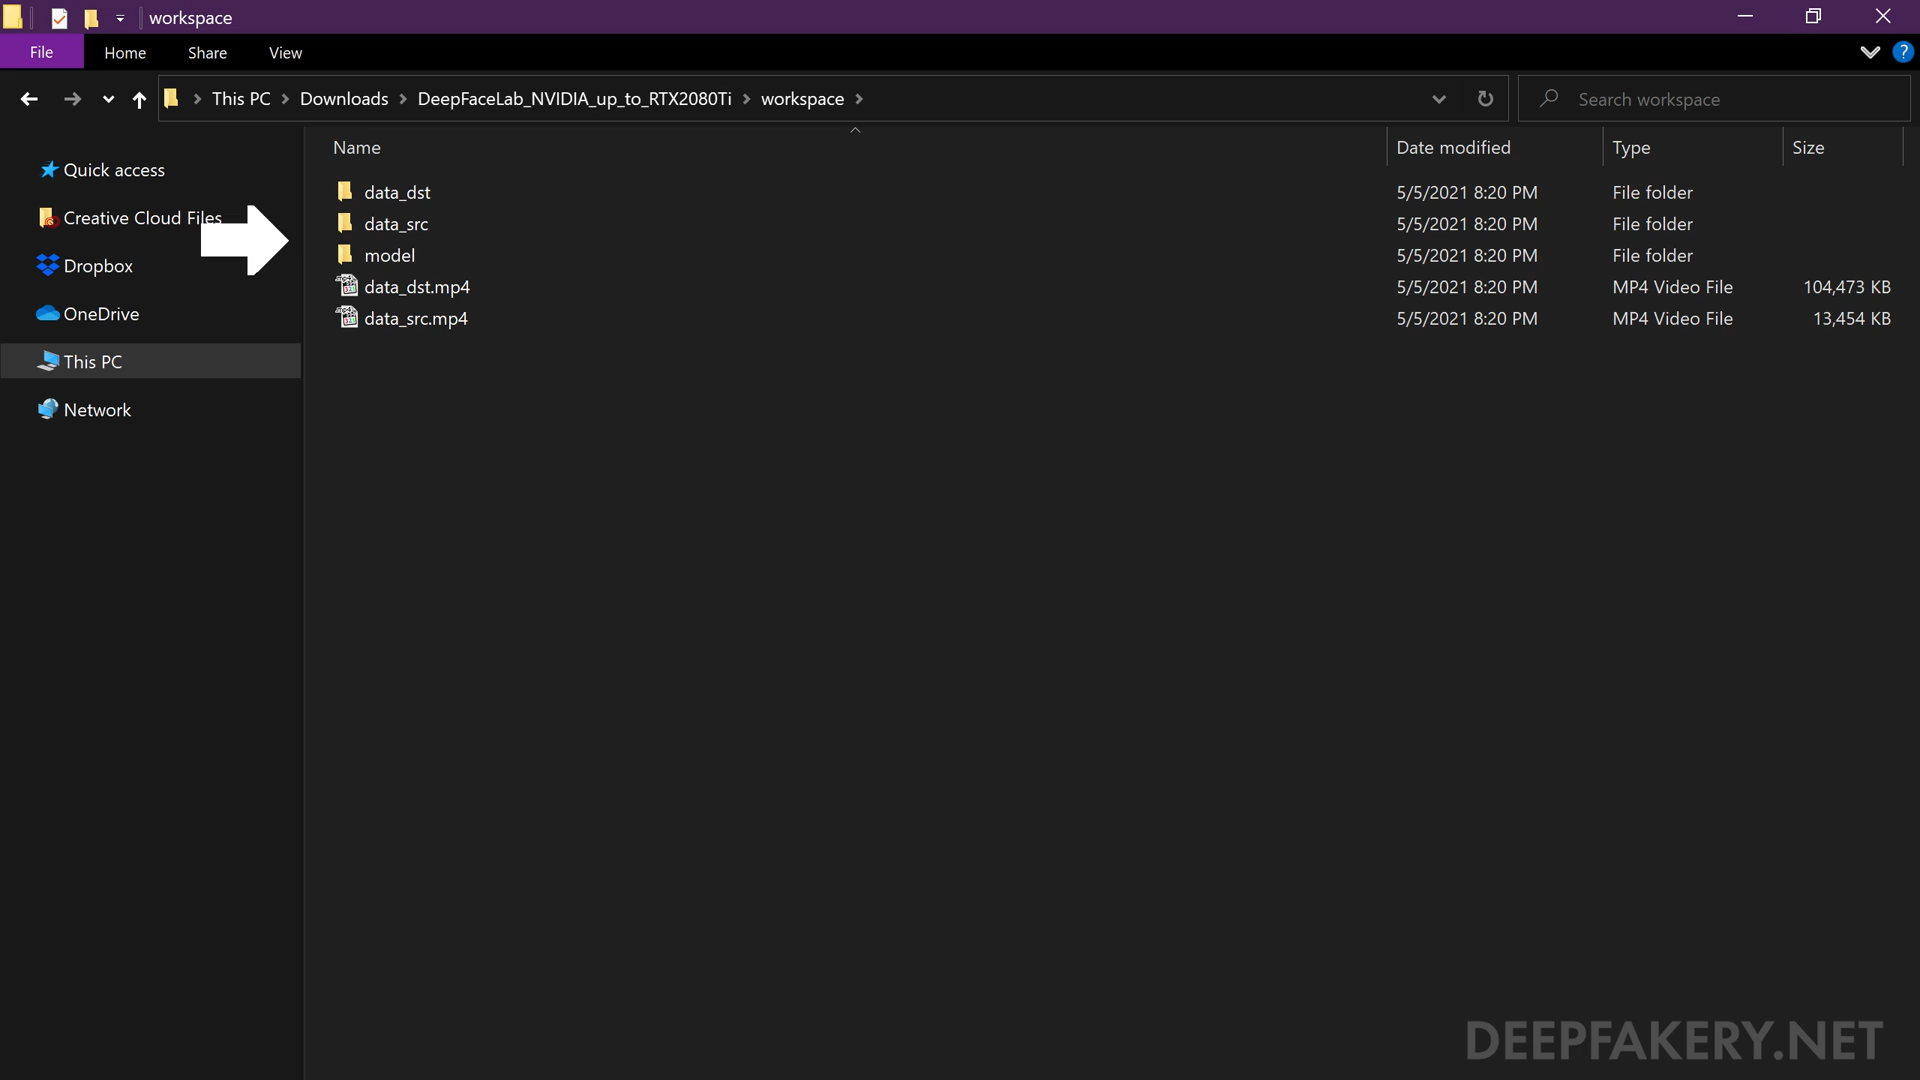 workspace
File Home Share View
This PC Downloads DeepFaceLab_NVIDIA_up_to_RTX2080Ti workspace Search workspace
Name Date modified Type Size
Quick access
Creative Cloud Files
Dropbox
OneDrive
This PC
Network
data_dst 5/5/2021 8:20 PM File folder
data_src 5/5/2021 8:20 PM File folder
model 5/5/2021 8:20 PM File folder
data_dst.mp4 5/5/2021 8:20 PM MP4 Video File 104,473 KB
data_src.mp4 5/5/2021 8:20 PM MP4 Video File 13,454 KB
DEEPFAKERY.NET